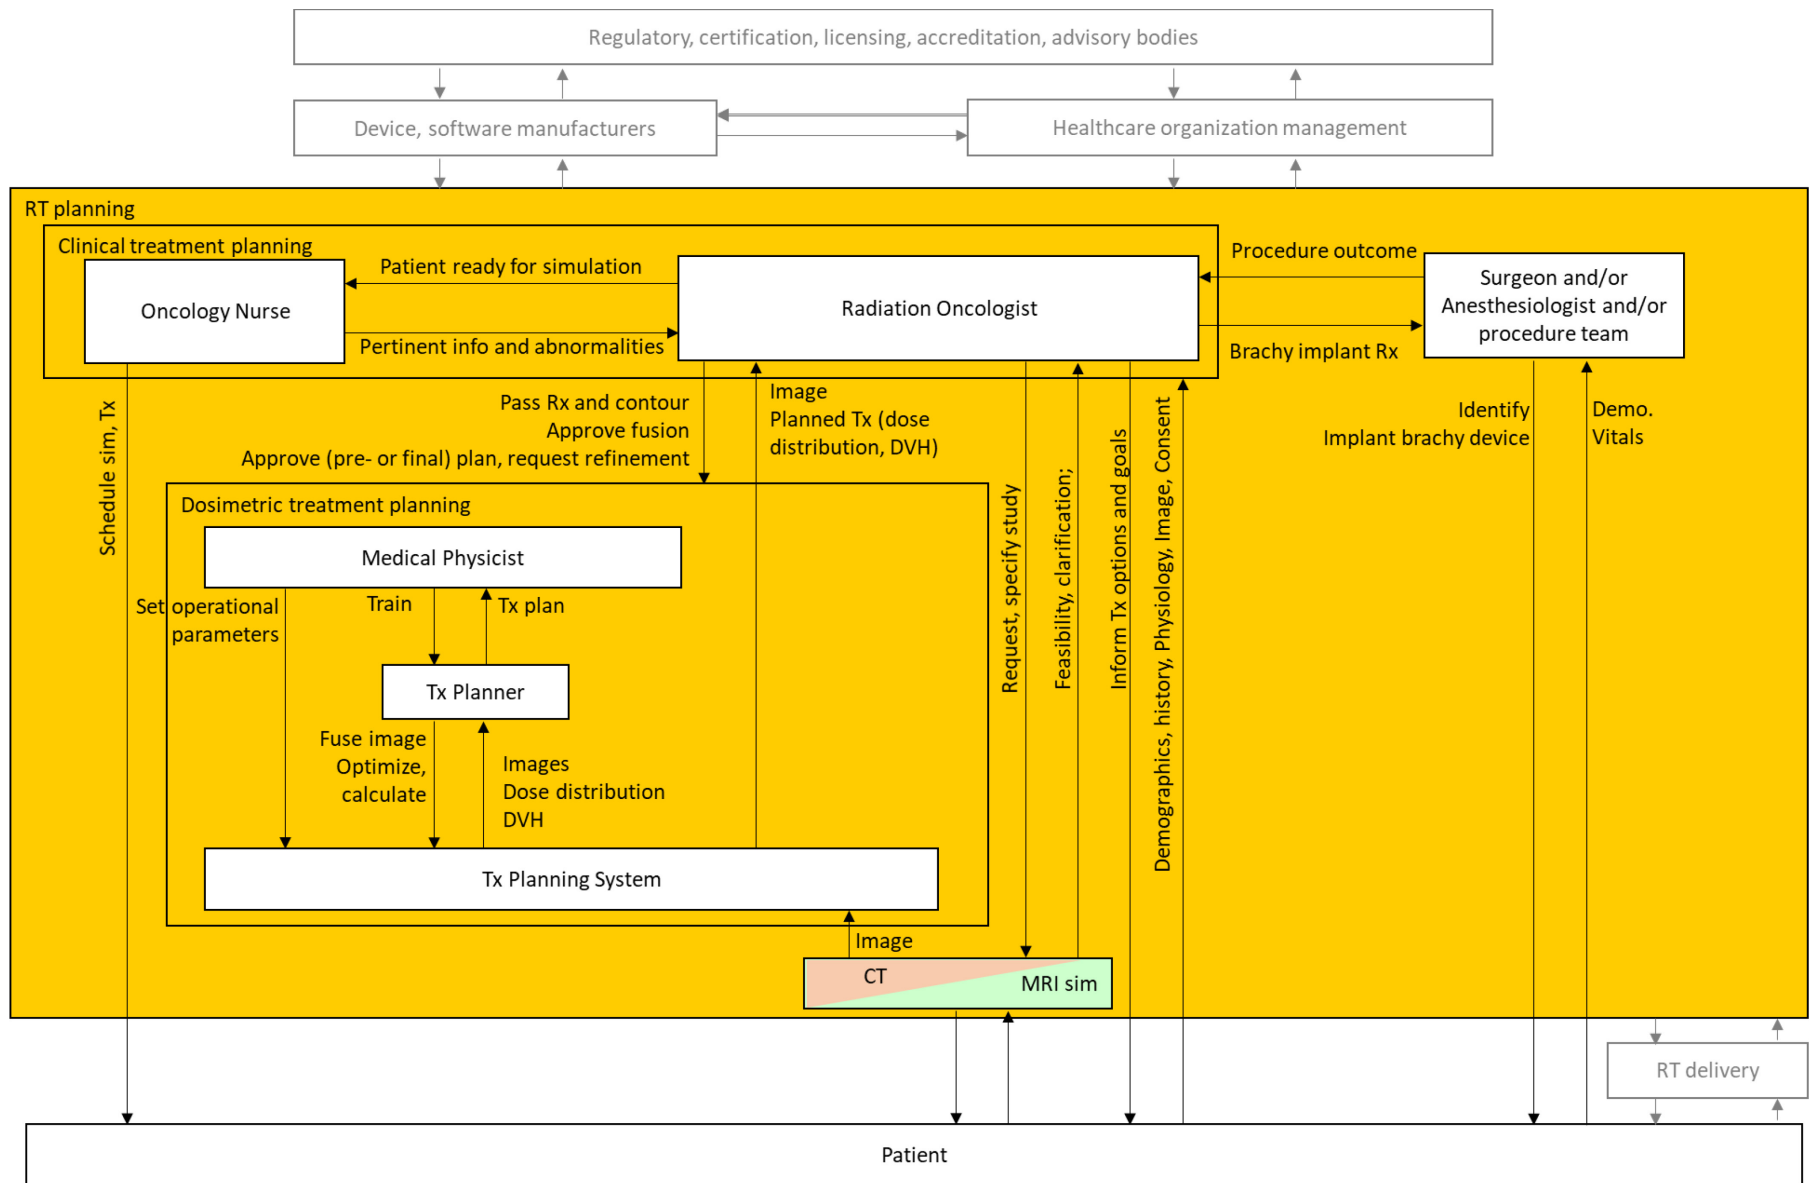 Regulatory, certification, licensing, accreditation, advisory bodies
Device, software manufacturers
Healthcare organization management
RT planning
Clinical treatment planning
Oncology Nurse
Patient ready for simulation
Pertinent info and abnormalities
Radiation Oncologist
Procedure outcome
Brachy implant Rx
Surgeon and/or
Anesthesiologist and/or
procedure team
Schedule sim, Tx
Pass Rx and contour
Approve fusion
Approve (pre- or final) plan, request refinement
Image
Planned Tx (dose
distribution, DVH)
Request, specify study
Feasibility, clarification;
Inform Tx options and goals
Demographics, history, Physiology, Image, Consent
Identify
Implant brachy device
Demo.
Vitals
Dosimetric treatment planning
Medical Physicist
Set operational
parameters
Train
Tx plan
Tx Planner
Fuse image
Optimize,
calculate
Images
Dose distribution
DVH
Tx Planning System
Image
CT
MRI sim
RT delivery
Patient